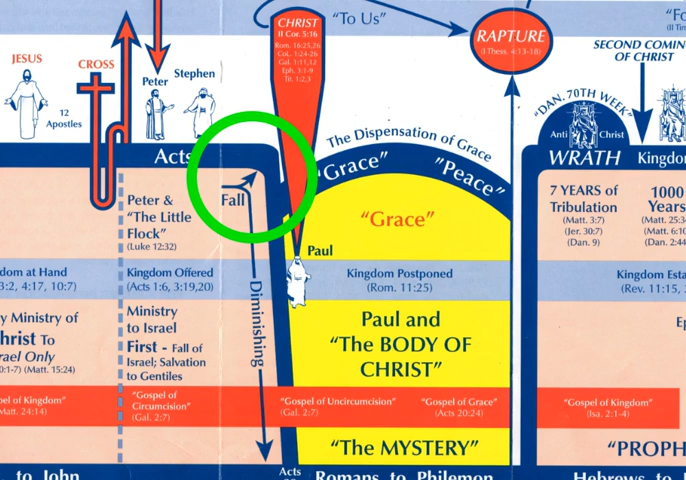 CHRIST
II Cor. 5:16
Rom. 16:25,26
Col. 1:24-26
Gal. 1:11,12
Eph. 3:1-9
Tit. 1:2,3
"To Us"
RAPTURE
(I Thess. 4:13-18)
"Fo
(II Tim
SECOND COMIN
OF CHRIST
JESUS
CROSS
12
Apostles
Peter
Stephen
"DAN. 70TH WEEK"
Anti Christ
The Dispensation of Grace
Acts
"Grace" "Peace"
WRATH
Kingdo
Fall
Peter &
"The Little
Flock"
(Luke 12:32)
"Grace"
Paul
7 YEARS of
Tribulation
(Matt. 3:7)
(Jer. 30:7)
(Dan. 9)
1000
Years
(Matt. 25:3
(Matt. 6:10
(Dan. 2:44
dom at Hand
3:2, 4:17, 10:7)
Kingdom Offered
(Acts 1:6, 3:19,20)
Kingdom Postponed
(Rom. 11:25)
Kingdom Esta
(Rev. 11:15,
Diminishing
y Ministry of
hrist To
rael Only
0:1-7) (Matt. 15:24)
Ministry
to Israel
First - Fall of
Israel; Salvation
to Gentiles
Paul and
"The BODY OF
CHRIST"
Ep
pel of Kingdom"
Matt. 24:14)
"Gospel of
Circumcision"
(Gal. 2:7)
"Gospel of Uncircumcision"
(Gal. 2:7)
"Gospel of Grace"
(Acts 20:24)
"Gospel of Kingdom"
(Isa. 2:1-4)
"The MYSTERY"
"PROPH
to John
Acts
Romans to Philemon
Hebrews to